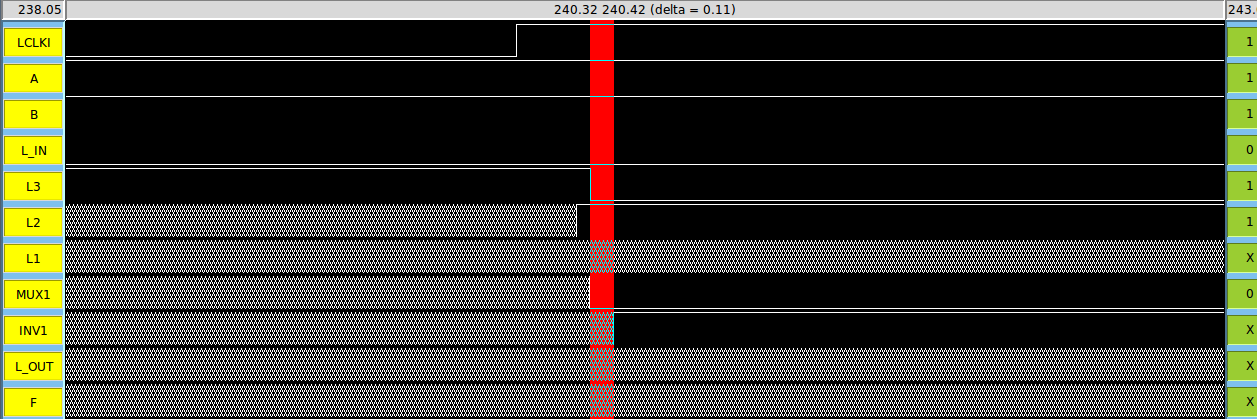 238.05 240.32 240.42 (delta = 0.11) 243.
LCLKI 1
A 1
B 1
L_IN 0
L3 1
L2 1
L1 X
MUX1 0
INV1 X
L_OUT X
F X